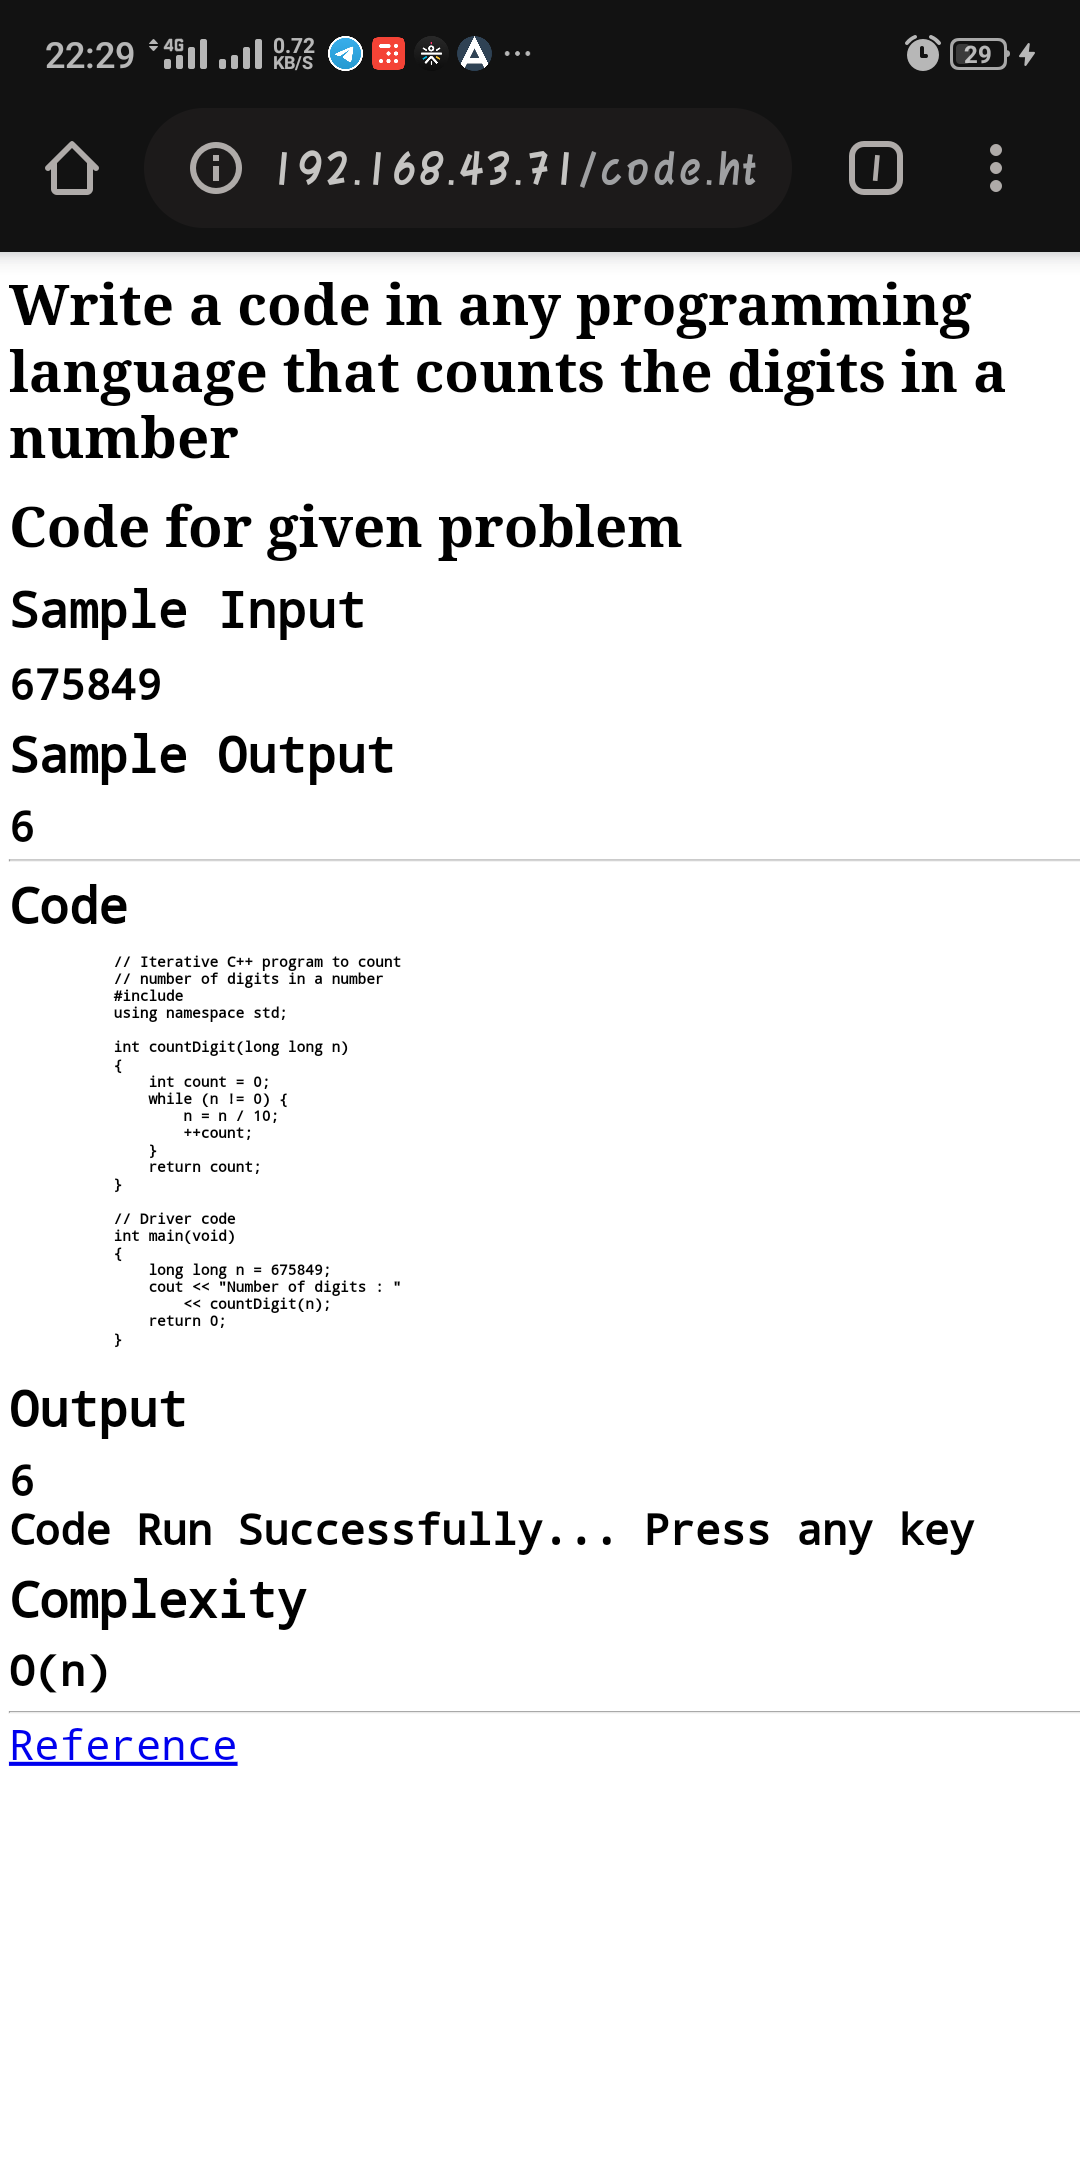 22:29 4G 0.72 KB/S 29
192.168.43.71/code.ht 1
Write a code in any programming
language that counts the digits in a
number
Code for given problem
Sample Input
675849
Sample Output
6
Code
// Iterative C++ program to count
// number of digits in a number
#include
using namespace std;
int countDigit(long long n)
{
    int count = 0;
    while (n != 0) {
        n = n / 10;
        ++count;
    }
    return count;
}
// Driver code
int main(void)
{
    long long n = 675849;
    cout << "Number of digits : "
        << countDigit(n);
    return 0;
}
Output
6
Code Run Successfully... Press any key
Complexity
O(n)
Reference